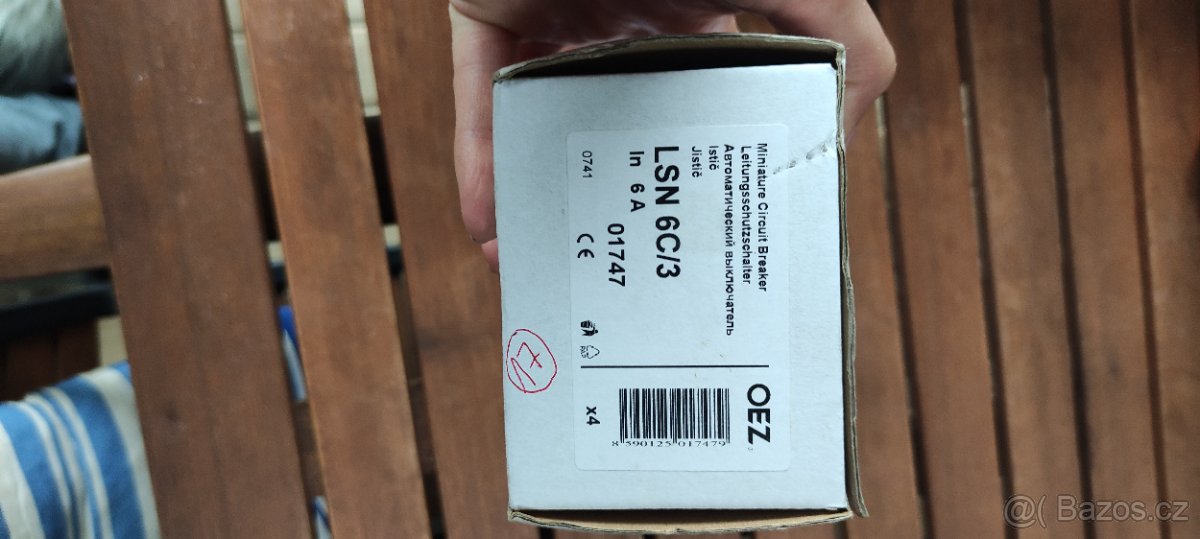 Miniature Circuit Breaker
Leitungsschutzschalter
Автоматический выключатель
Istič
Jistič
LSN 6C/3
In 6 A 01747
0741 CE
OEZ
8 590125 017479
x4
@( Bazos.cz